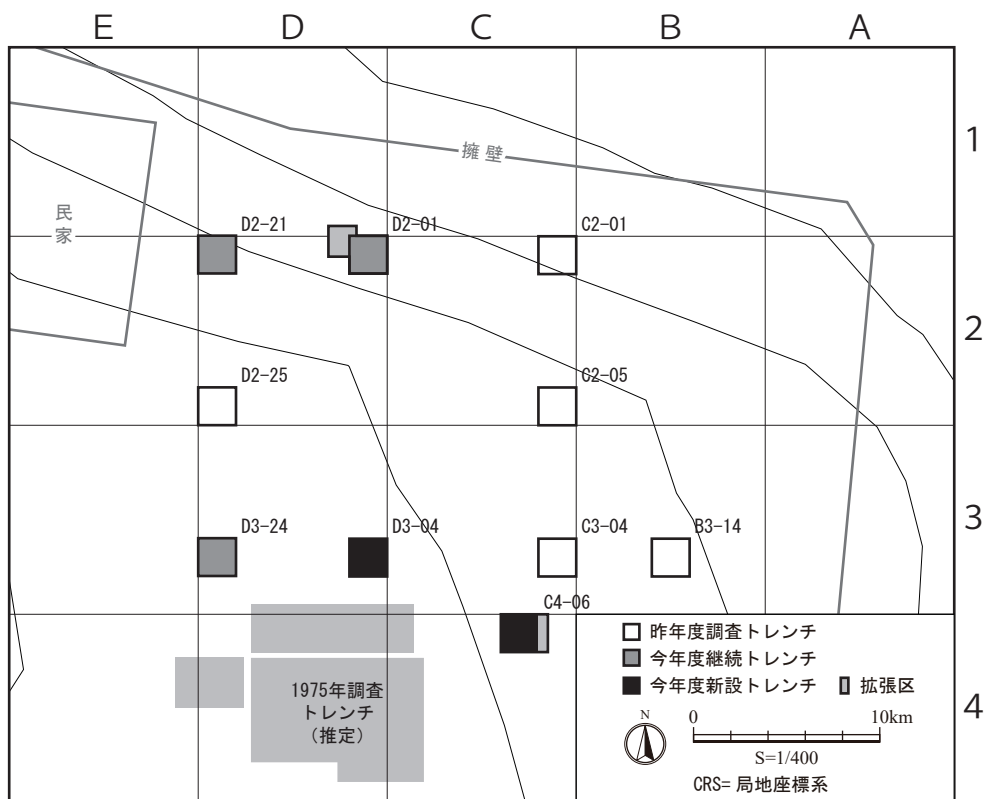 E D C B A
1
擁壁
民家
D2-21 D2-01 C2-01
2
D2-25 C2-05
3
D3-24 D3-04 C3-04 B3-14
C4-06
1975年調査
トレンチ
（推定）
昨年度調査トレンチ
今年度継続トレンチ
今年度新設トレンチ 拡張区
4
N 0 10km
S=1/400
CRS= 局地座標系